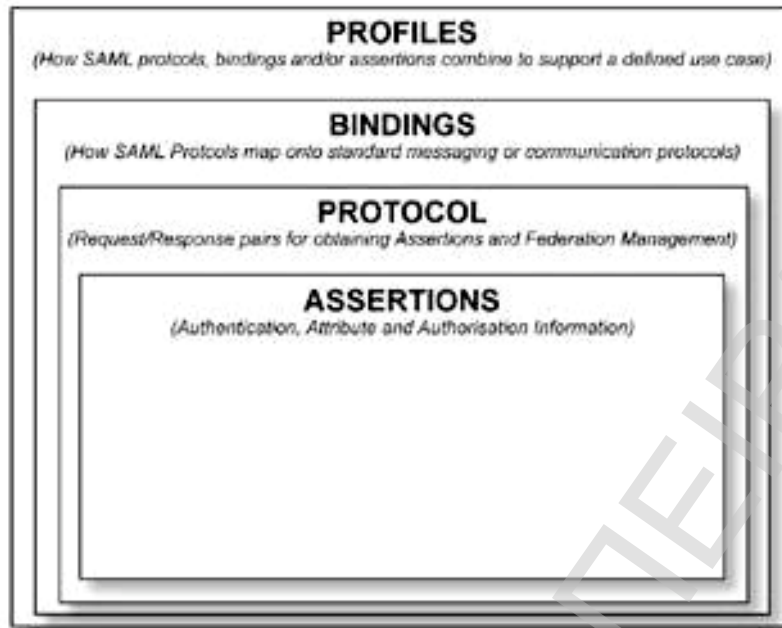 PROFILES
(How SAML protcols, bindings and/or assertions combine to support a defined use case)
BINDINGS
(How SAML Protcols map onto standard messaging or communication protocols)
PROTOCOL
(Request/Response pairs for obtaining Assertions and Federation Management)
ASSERTIONS
(Authentication, Attribute and Authorisation Information)